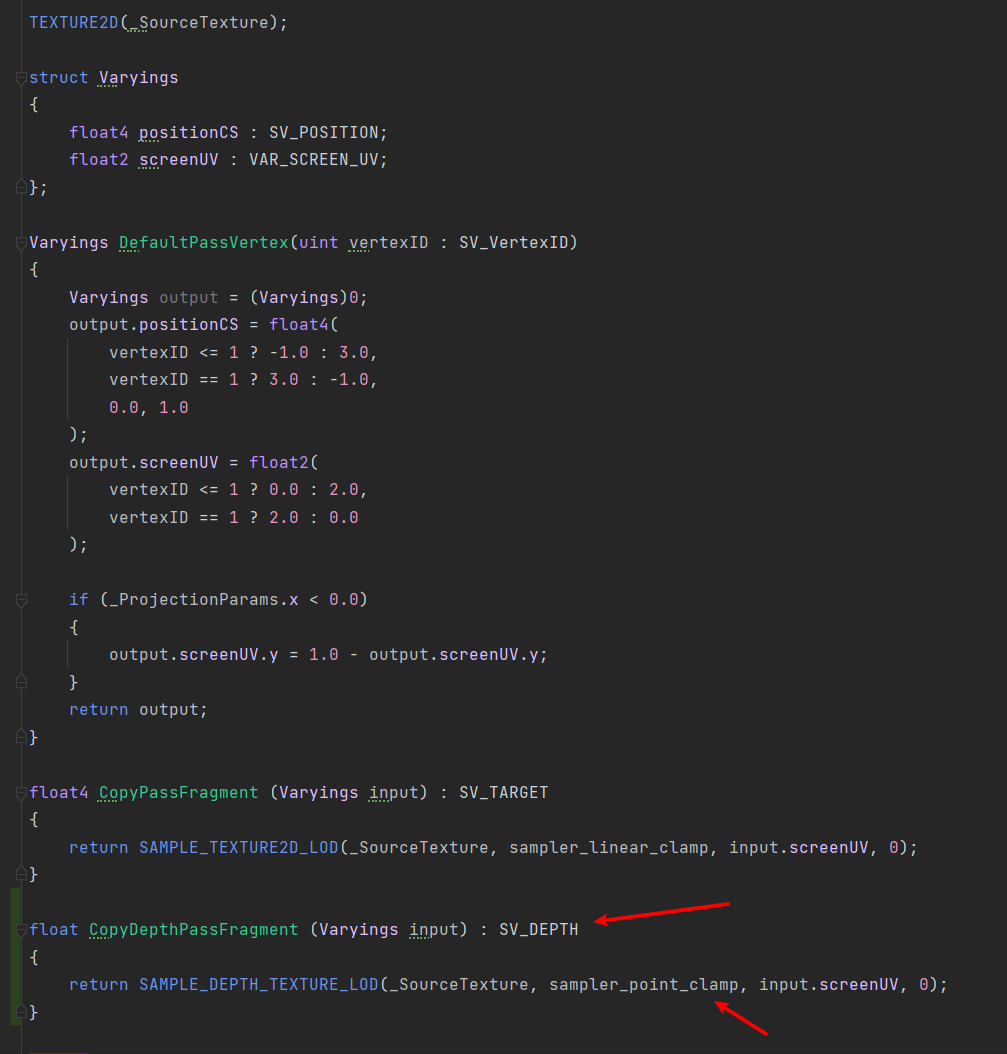 TEXTURE2D(_SourceTexture);
struct Varyings
{
float4 positionCS : SV_POSITION;
float2 screenUV : VAR_SCREEN_UV;
};
Varyings DefaultPassVertex(uint vertexID : SV_VertexID)
{
Varyings output = (Varyings)0;
output.positionCS = float4(
vertexID <= 1 ? -1.0 : 3.0,
vertexID == 1 ? 3.0 : -1.0,
0.0, 1.0
);
output.screenUV = float2(
vertexID <= 1 ? 0.0 : 2.0,
vertexID == 1 ? 2.0 : 0.0
);
if (_ProjectionParams.x < 0.0)
{
output.screenUV.y = 1.0 - output.screenUV.y;
}
return output;
}
float4 CopyPassFragment (Varyings input) : SV_TARGET
{
return SAMPLE_TEXTURE2D_LOD(_SourceTexture, sampler_linear_clamp, input.screenUV, 0);
}
float CopyDepthPassFragment (Varyings input) : SV_DEPTH
{
return SAMPLE_DEPTH_TEXTURE_LOD(_SourceTexture, sampler_point_clamp, input.screenUV, 0);
}